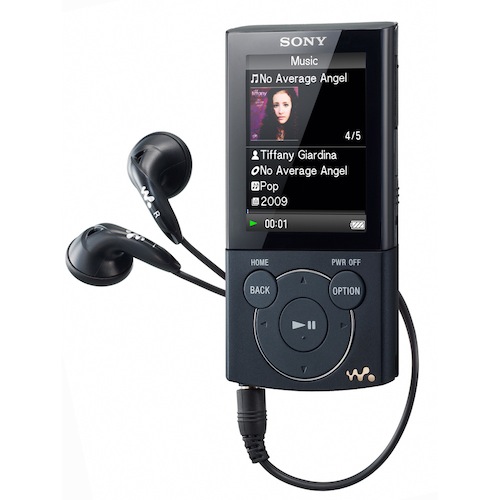 SONY
Music
No Average Angel
tiffany
4/5
Tiffany Giardina
No Average Angel
Pop
2009
00:01
HOME
PWR OFF
BACK
OPTION
R
L